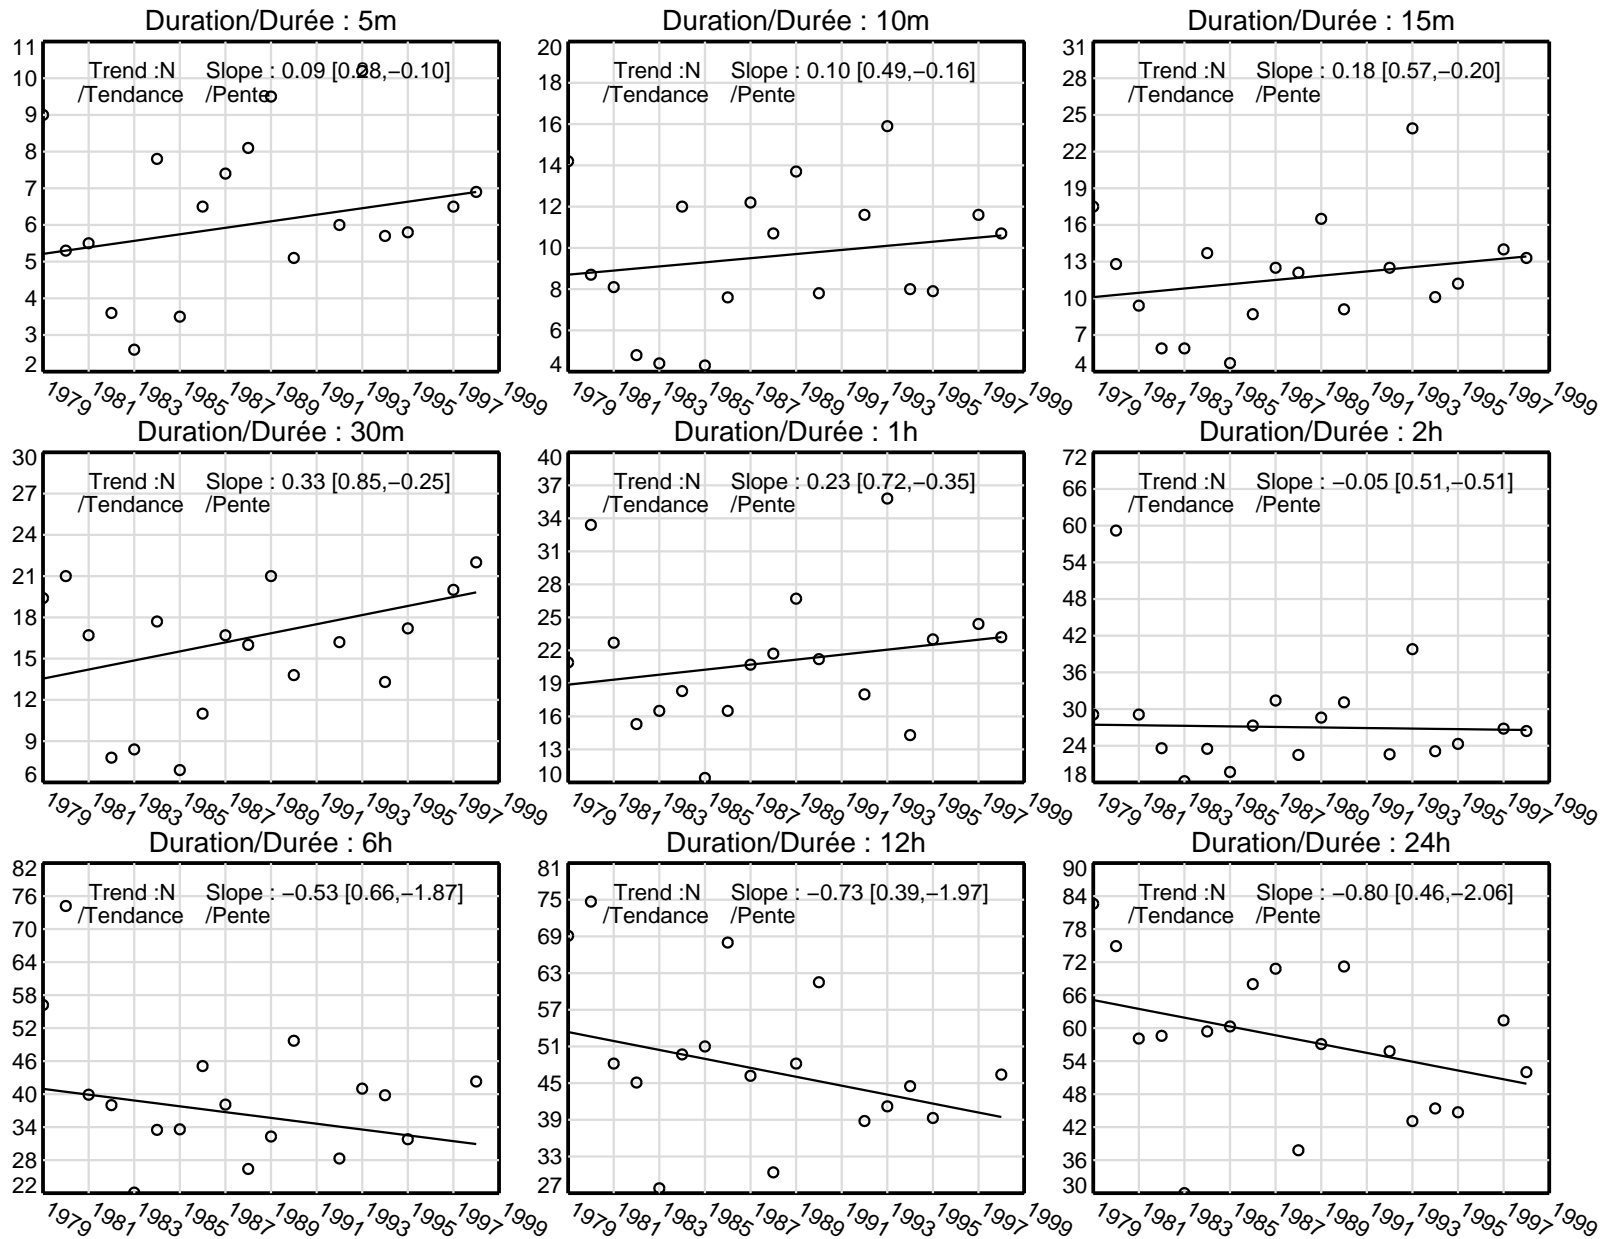 Duration/Durée : 5m
11
10
9
8
7
6
5
4
3
2
Trend :N Slope : 0.09 [0.28,−0.10]
/Tendance /Pente
1979 1981 1983 1985 1987 1989 1991 1993 1995 1997 1999
Duration/Durée : 10m
20
18
16
14
12
10
8
6
4
Trend :N Slope : 0.10 [0.49,−0.16]
/Tendance /Pente
1979 1981 1983 1985 1987 1989 1991 1993 1995 1997 1999
Duration/Durée : 15m
31
28
25
22
19
16
13
10
7
4
Trend :N Slope : 0.18 [0.57,−0.20]
/Tendance /Pente
1979 1981 1983 1985 1987 1989 1991 1993 1995 1997 1999
Duration/Durée : 30m
30
27
24
21
18
15
12
9
6
Trend :N Slope : 0.33 [0.85,−0.25]
/Tendance /Pente
1979 1981 1983 1985 1987 1989 1991 1993 1995 1997 1999
Duration/Durée : 1h
40
37
34
31
28
25
22
19
16
13
10
Trend :N Slope : 0.23 [0.72,−0.35]
/Tendance /Pente
1979 1981 1983 1985 1987 1989 1991 1993 1995 1997 1999
Duration/Durée : 2h
72
66
60
54
48
42
36
30
24
18
Trend :N Slope : −0.05 [0.51,−0.51]
/Tendance /Pente
1979 1981 1983 1985 1987 1989 1991 1993 1995 1997 1999
Duration/Durée : 6h
82
76
70
64
58
52
46
40
34
28
22
Trend :N Slope : −0.53 [0.66,−1.87]
/Tendance /Pente
1979 1981 1983 1985 1987 1989 1991 1993 1995 1997 1999
Duration/Durée : 12h
81
75
69
63
57
51
45
39
33
27
Trend :N Slope : −0.73 [0.39,−1.97]
/Tendance /Pente
1979 1981 1983 1985 1987 1989 1991 1993 1995 1997 1999
Duration/Durée : 24h
90
84
78
72
66
60
54
48
42
36
30
Trend :N Slope : −0.80 [0.46,−2.06]
/Tendance /Pente
1979 1981 1983 1985 1987 1989 1991 1993 1995 1997 1999